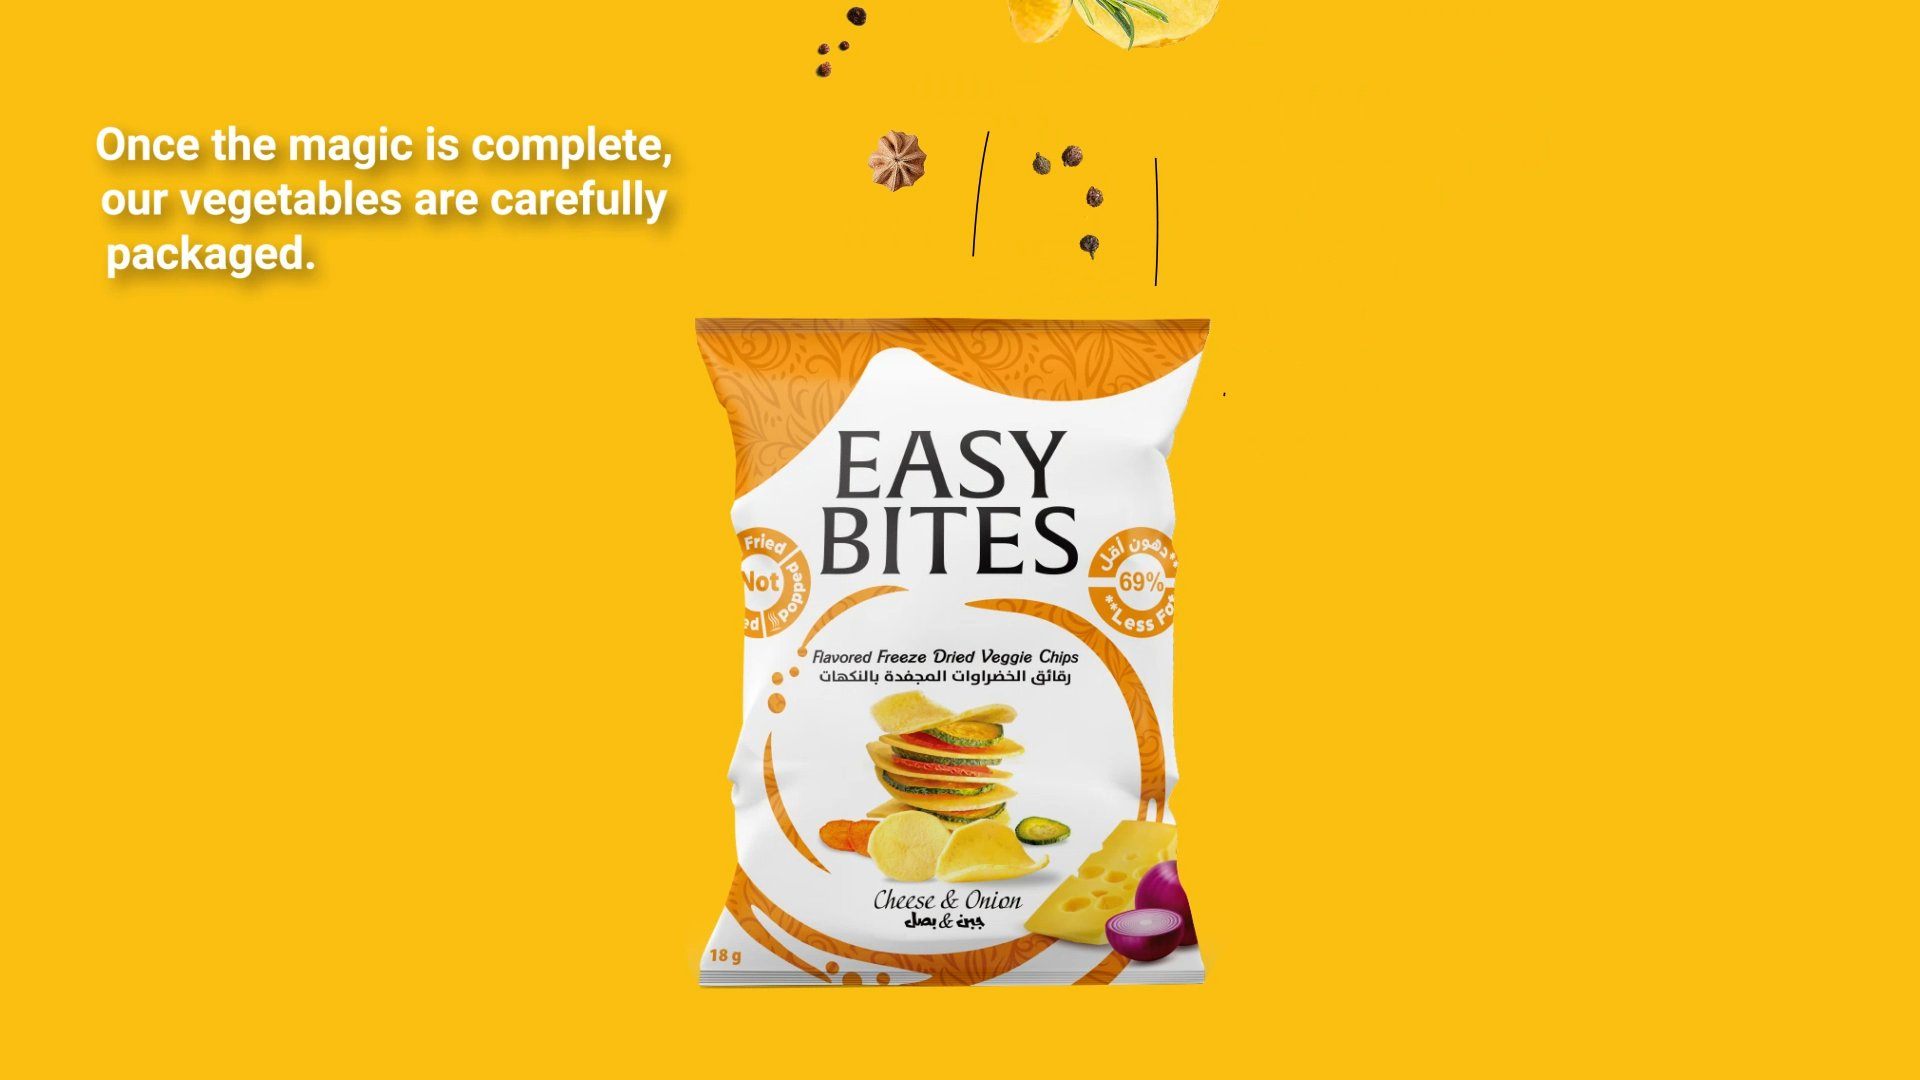 Once the magic is complete,
our vegetables are carefully
packaged.
EASY
BITES
Fried
Not
Popped
دهون أقل**
69%
**Less Fat
Flavored Freeze Dried Veggie Chips
رقائق الخضراوات المجفدة بالنكهات
Cheese & Onion
جبن & بصل
18 g